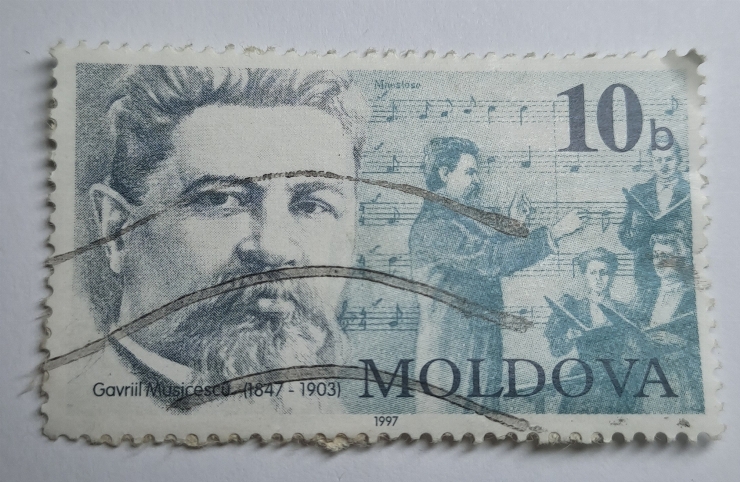 Maestoso
10b
Gavriil Musicescu (1847 - 1903)
MOLDOVA
1997